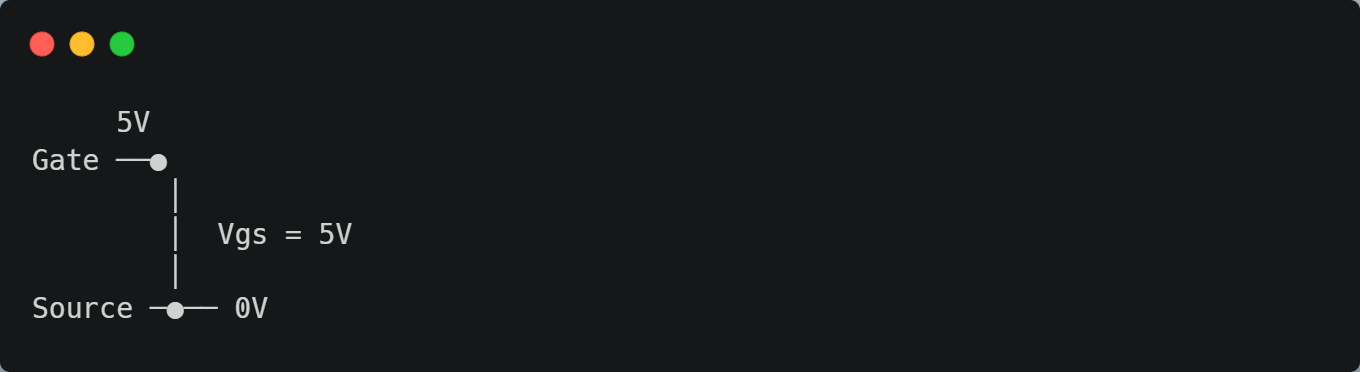 5V
Gate ──●
│
│ Vgs = 5V
│
Source ─●── 0V